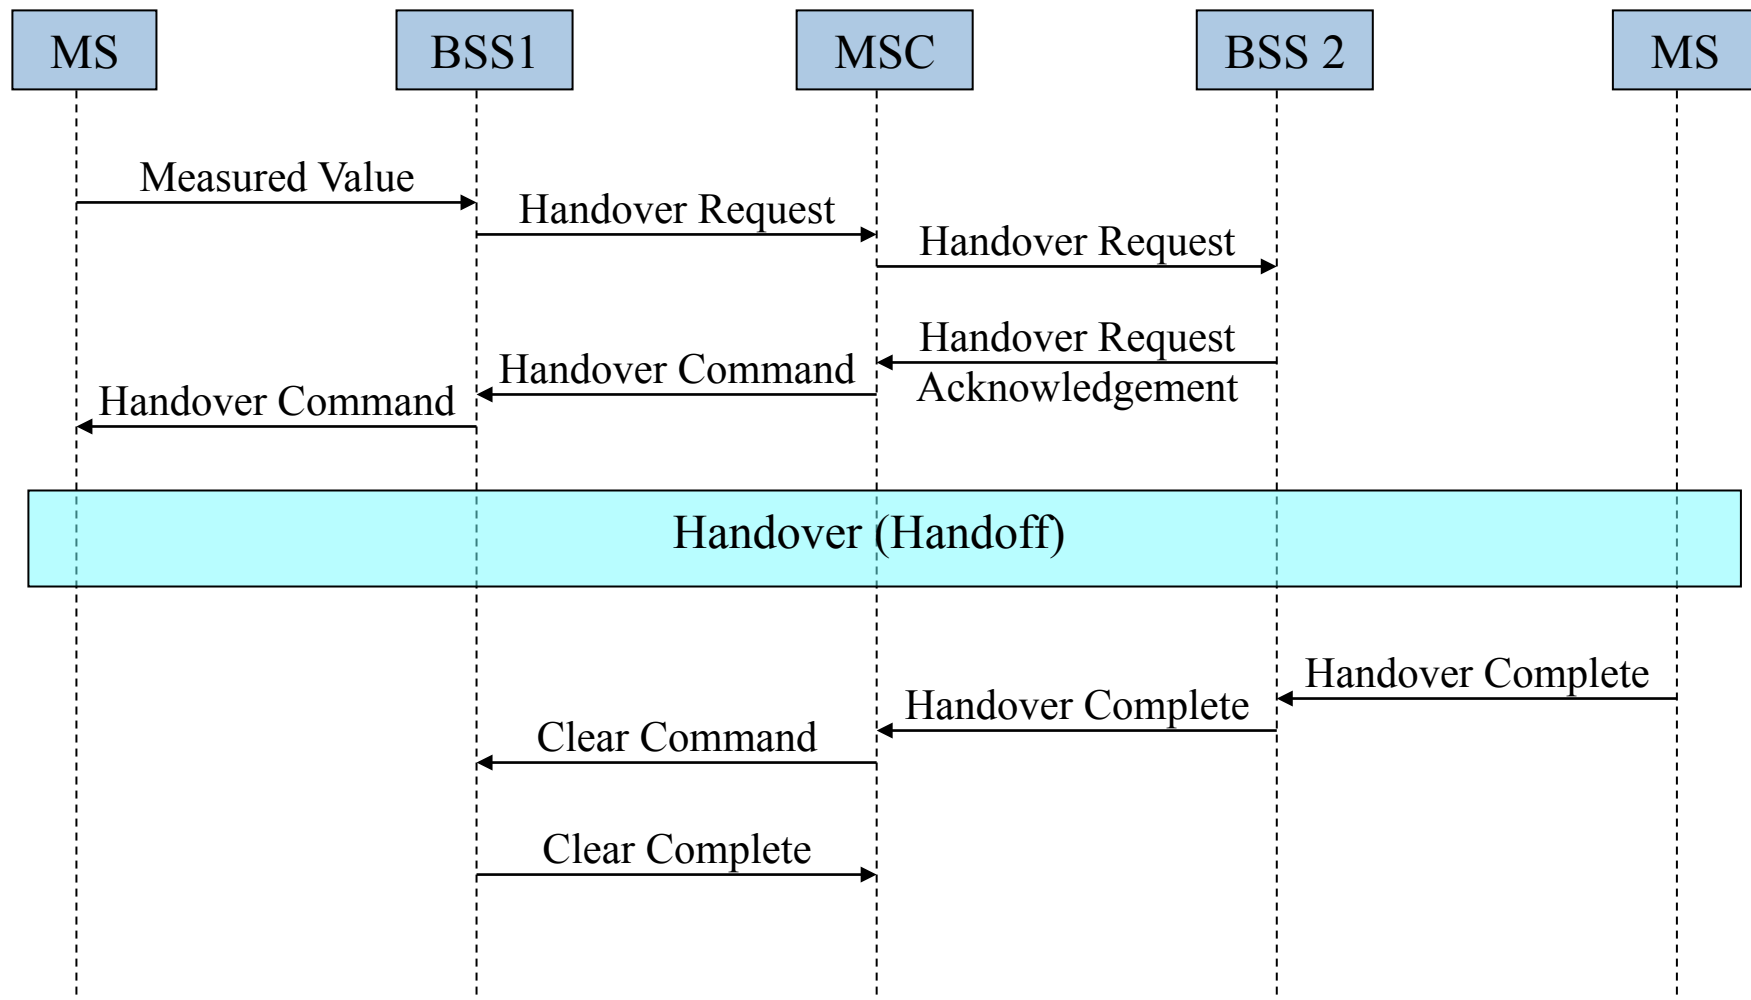 MS
BSS1
MSC
BSS 2
MS
Measured Value
Handover Request
Handover Request
Handover Request
Acknowledgement
Handover Command
Handover Command
Handover (Handoff)
Handover Complete
Handover Complete
Clear Command
Clear Complete